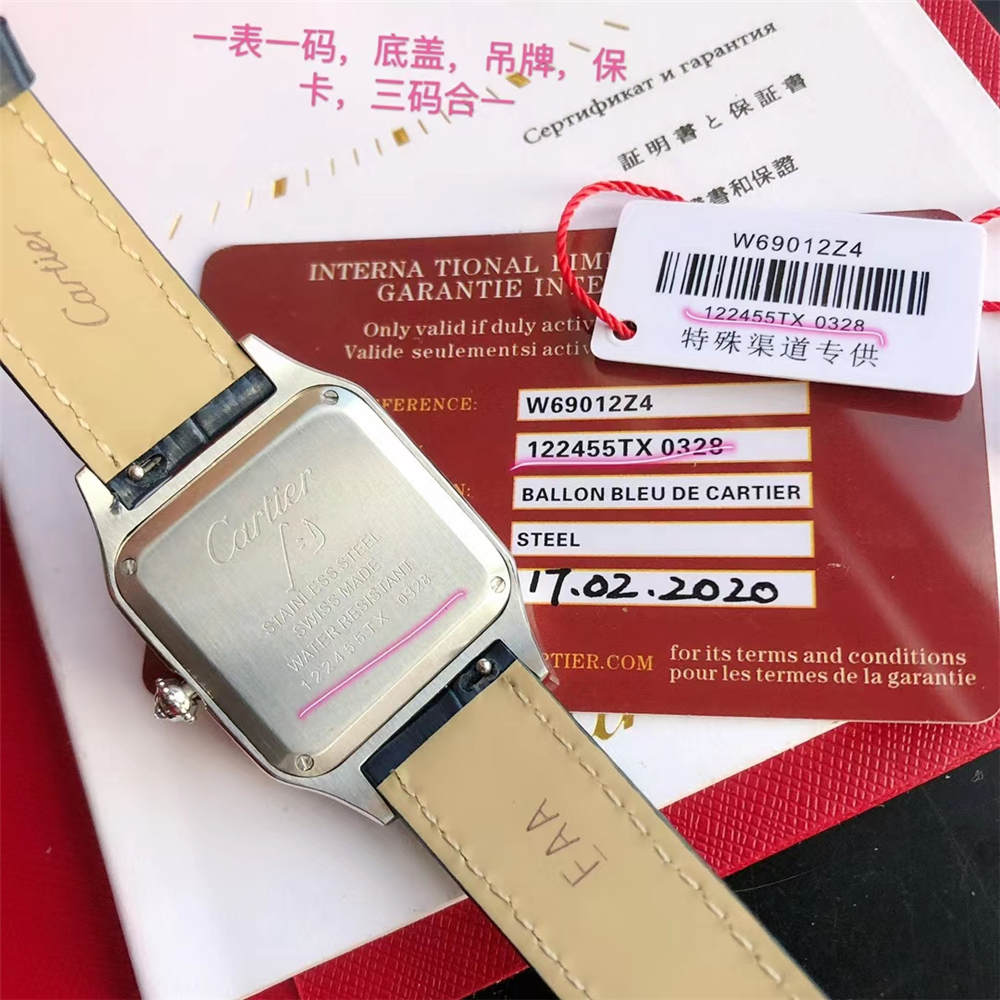 一表一码，底盖，吊牌，保
卡，三码合一
Сертификат и гарантия
証明書と保証書
書和保證
W69012Z4
122455TX 0328
特殊渠道专供
INTERNA TIONAL
GARANTIE INTE
Only valid if duly activ
Valide seulementsi activ
FERENCE:
W69012Z4
122455TX 0328
N:
BALLON BLEU DE CARTIER
STEEL
17.02.2020
RTIER.COM
for its terms and conditions
pour les termes de la garantie
Cartier
Cartier
STAINLESS STEEL
SWISS MAIDE
WATER RESISTANT
122455TX 0328
EAA